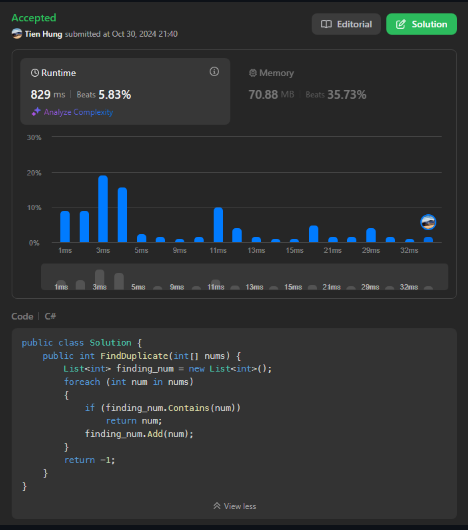 Accepted
Editorial
Solution
Tien Hung submitted at Oct 30, 2024 21:40
Runtime
829 ms | Beats 5.83%
Analyze Complexity
Memory
70.88 MB | Beats 35.73%
30%
20%
10%
0%
1ms 3ms 5ms 9ms 11ms 13ms 15ms 21ms 29ms 32ms
1ms 3ms 5ms 9ms 11ms 13ms 15ms 21ms 29ms 32ms
Code | C#
public class Solution {
    public int FindDuplicate(int[] nums) {
        List<int> finding_num = new List<int>();
        foreach (int num in nums)
        {
            if (finding_num.Contains(num))
                return num;
            finding_num.Add(num);
        }
        return -1;
    }
}
View less